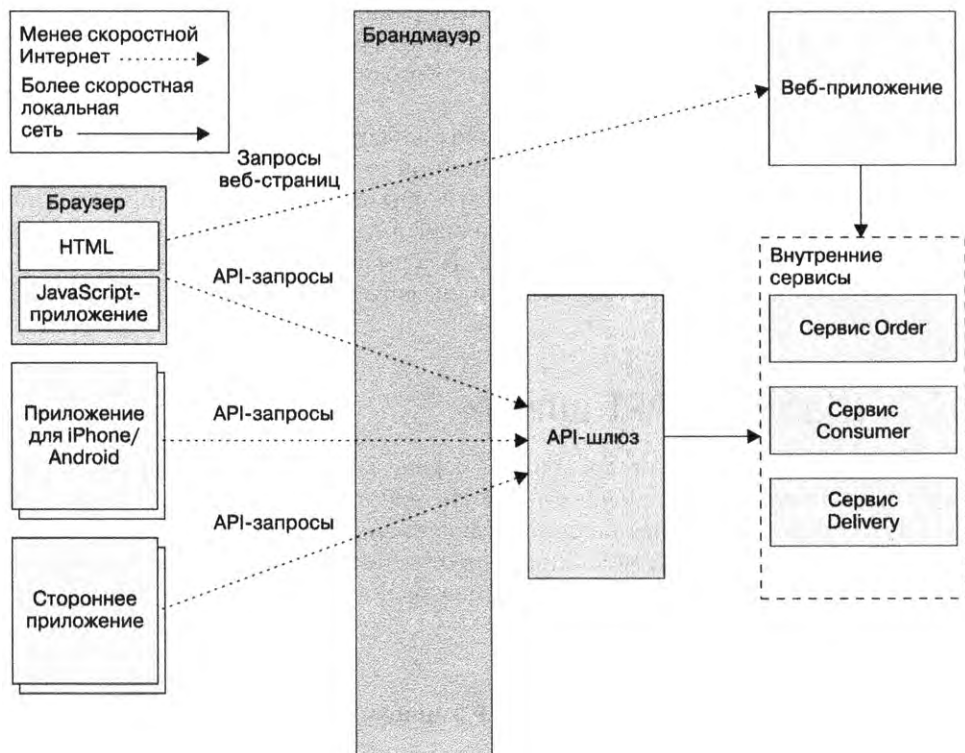 Менее скоростной
Интернет
Более скоростная
локальная
сеть
Брандмауэр
Веб-приложение
Запросы
веб-страниц
Браузер
HTML
JavaScript-
приложение
API-запросы
Внутренние
сервисы
Сервис Order
Приложение
для iPhone/
Android
API-запросы
API-шлюз
Сервис
Consumer
API-запросы
Сервис
Delivery
Стороннее
приложение